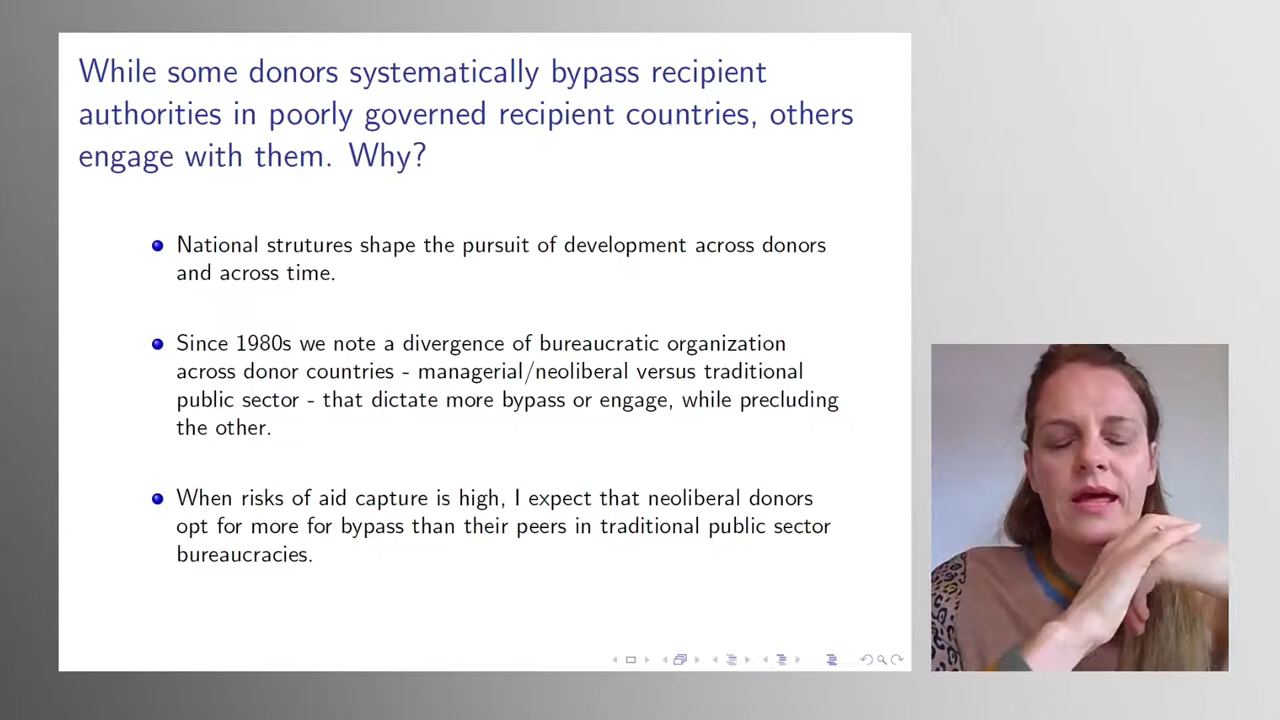 While some donors systematically bypass recipient
authorities in poorly governed recipient countries, others
engage with them. Why?
National strutures shape the pursuit of development across donors
and across time.
Since 1980s we note a divergence of bureaucratic organization
across donor countries - managerial/neoliberal versus traditional
public sector - that dictate more bypass or engage, while precluding
the other.
When risks of aid capture is high, I expect that neoliberal donors
opt for more for bypass than their peers in traditional public sector
bureaucracies.